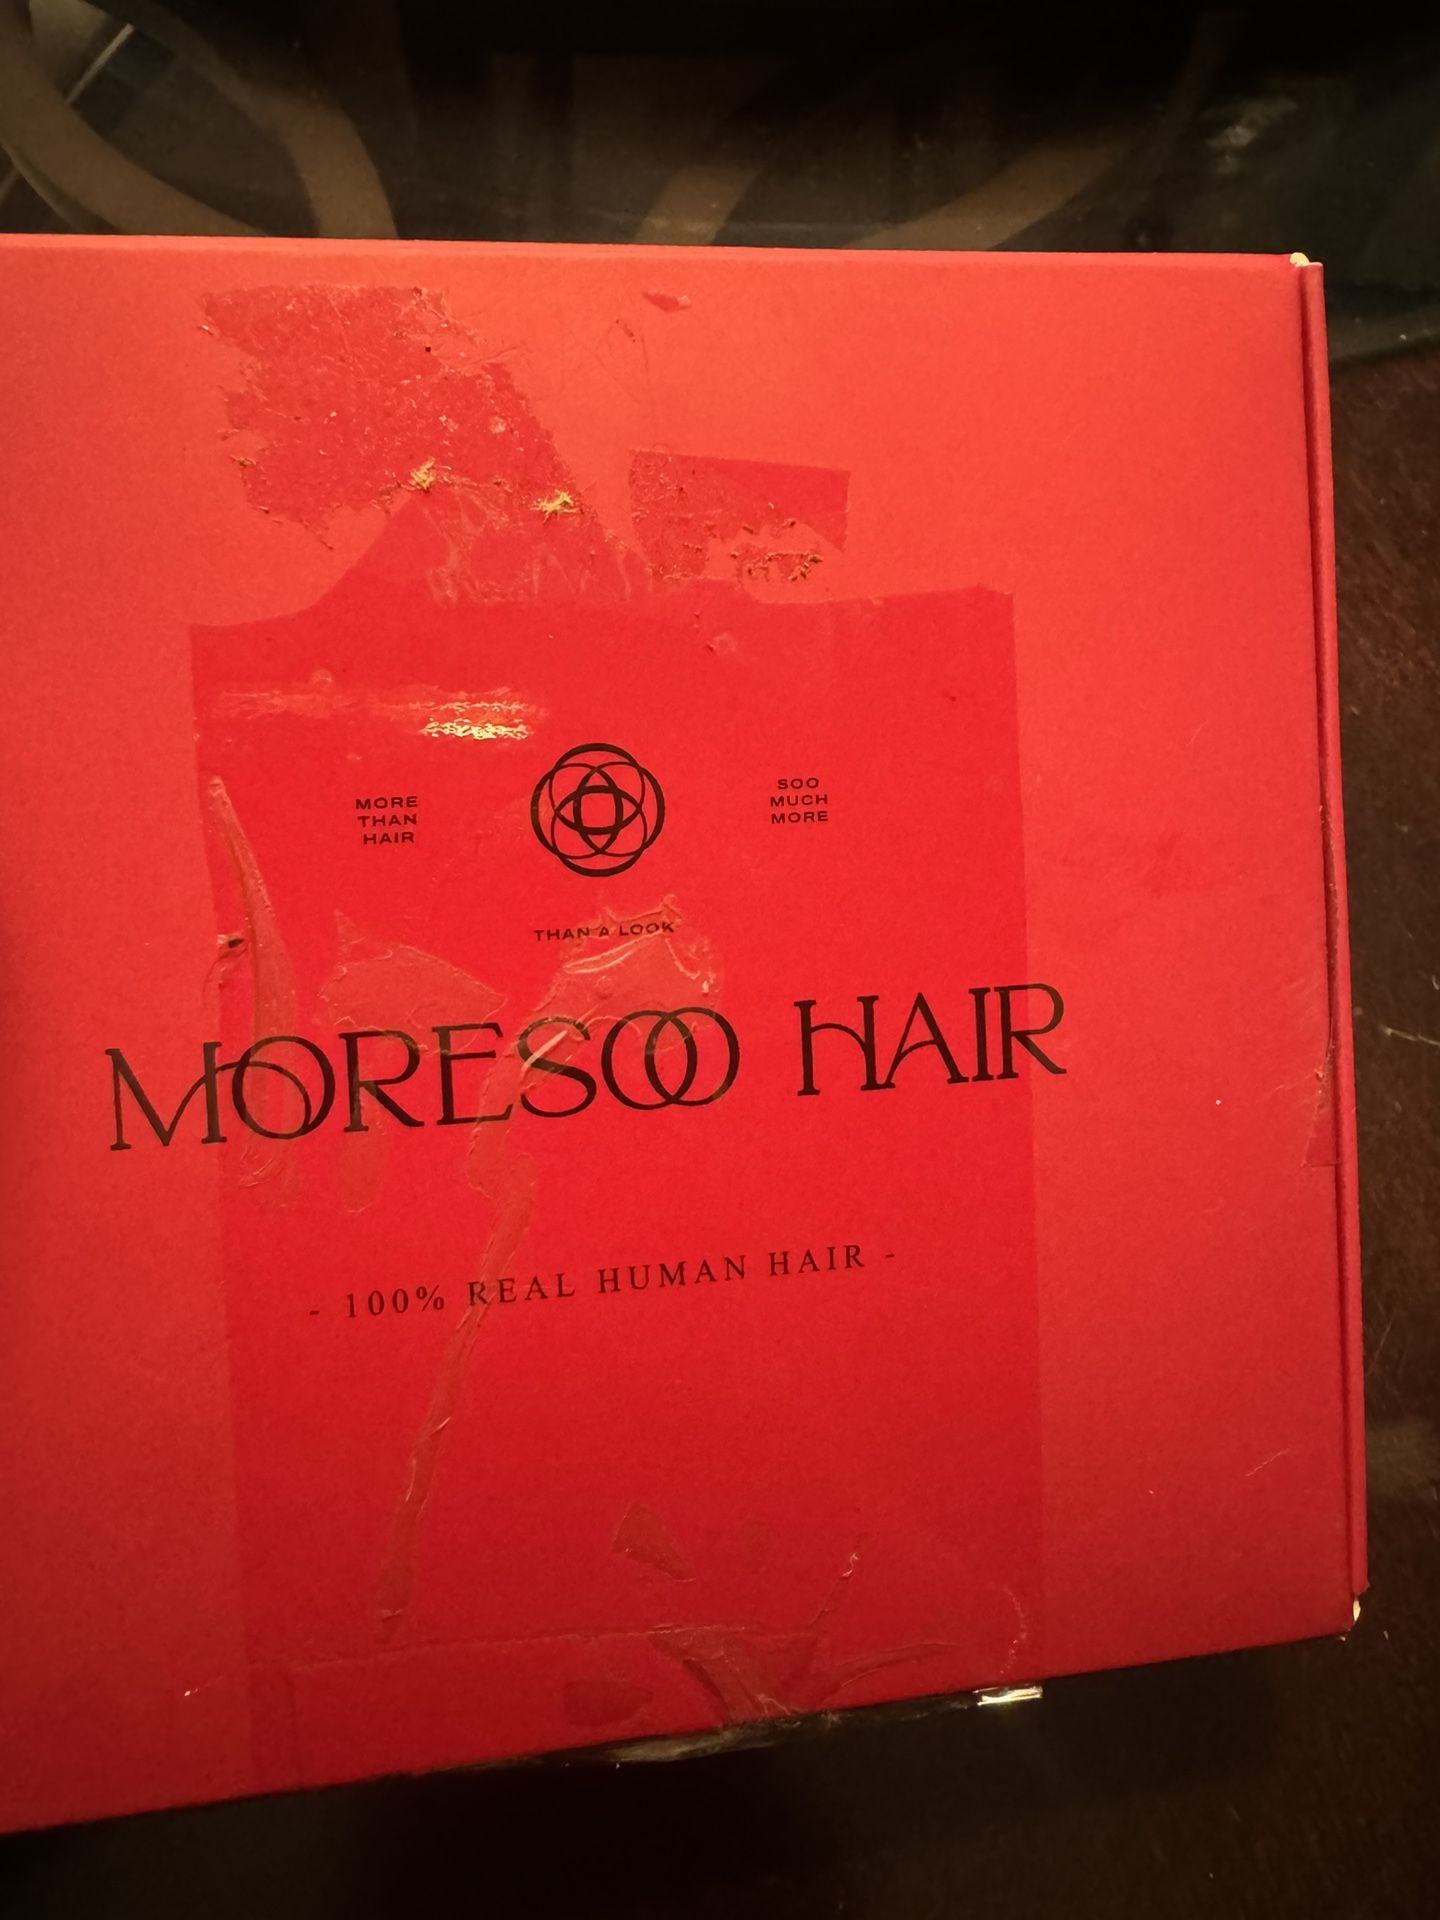 MORE
THAN
HAIR
SOO
MUCH
MORE
THAN A LOOK
MORESOO HAIR
- 100% REAL HUMAN HAIR -